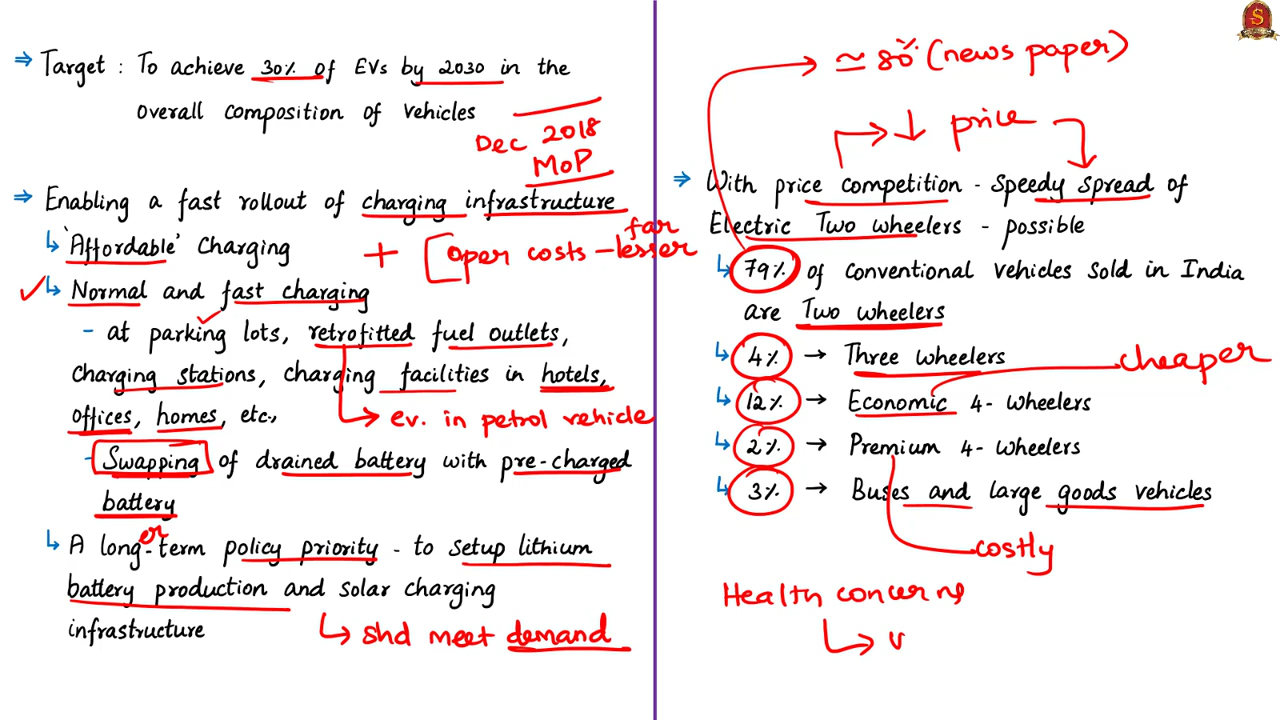 ⇒ Target : To achieve 30% of EVs by 2030 in the
overall composition of vehicles
Dec 2018
MoP
⇒ Enabling a fast rollout of charging infrastructure
↳ 'Affordable' charging
+ [oper costs – far lesser
✓ ↳ Normal and fast charging
- at parking lots, retrofitted fuel outlets,
charging stations, charging facilities in hotels,
offices, homes, etc.,
→ ev. in petrol vehicle
- Swapping of drained battery with pre-charged
battery
er
↳ A long-term policy priority - to setup lithium
battery production and solar charging
infrastructure
↳ shd meet demand
≃ 80% (news paper)
→ ↓ price
⇒ With price competition - speedy spread of
Electric Two wheelers - possible
↳ 79% of conventional vehicles sold in India
are Two wheelers
↳ 4% → Three wheelers
cheaper
↳ 12% → Economic 4-wheelers
↳ 2% → Premium 4-wheelers
↳ 3% → Buses and large goods vehicles
costly
Health concerns
S